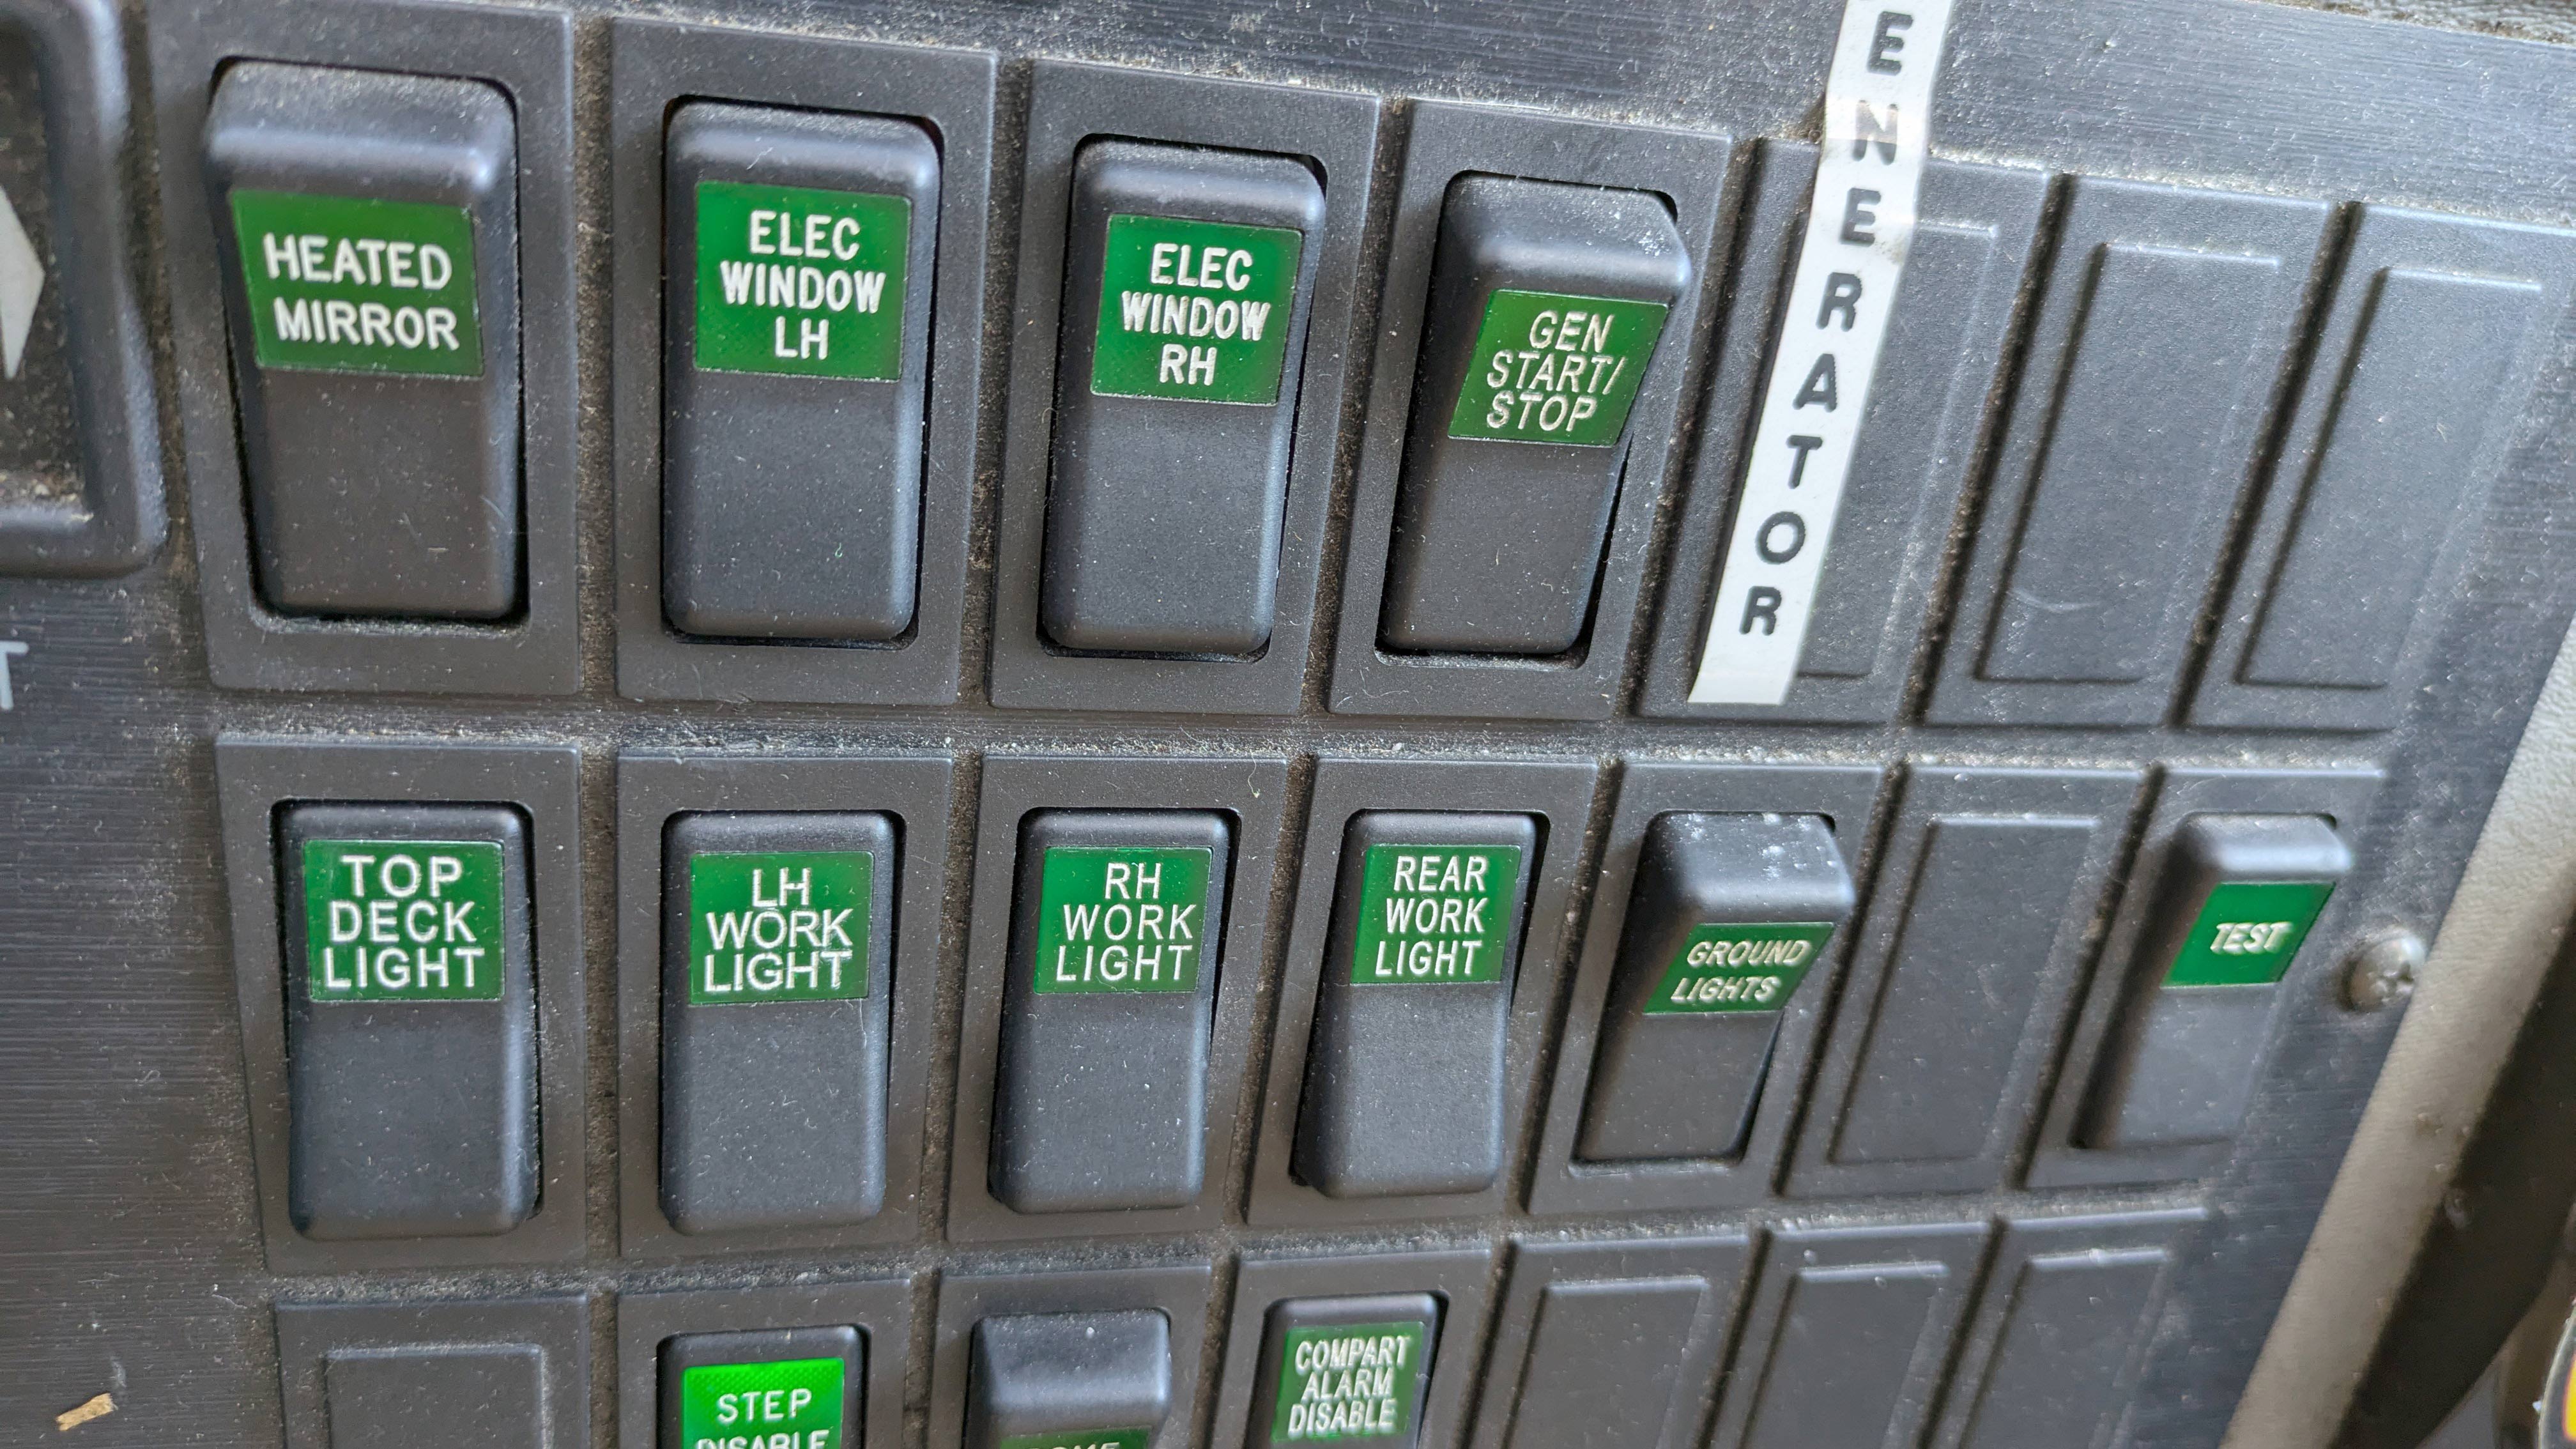 HEATED
MIRROR
ELEC
WINDOW
LH
ELEC
WINDOW
RH
GEN
START/
STOP
ENERATOR
TOP
DECK
LIGHT
LH
WORK
LIGHT
RH
WORK
LIGHT
REAR
WORK
LIGHT
GROUND
LIGHTS
TEST
T
STEP
DISABLE
COMPART
ALARM
DISABLE